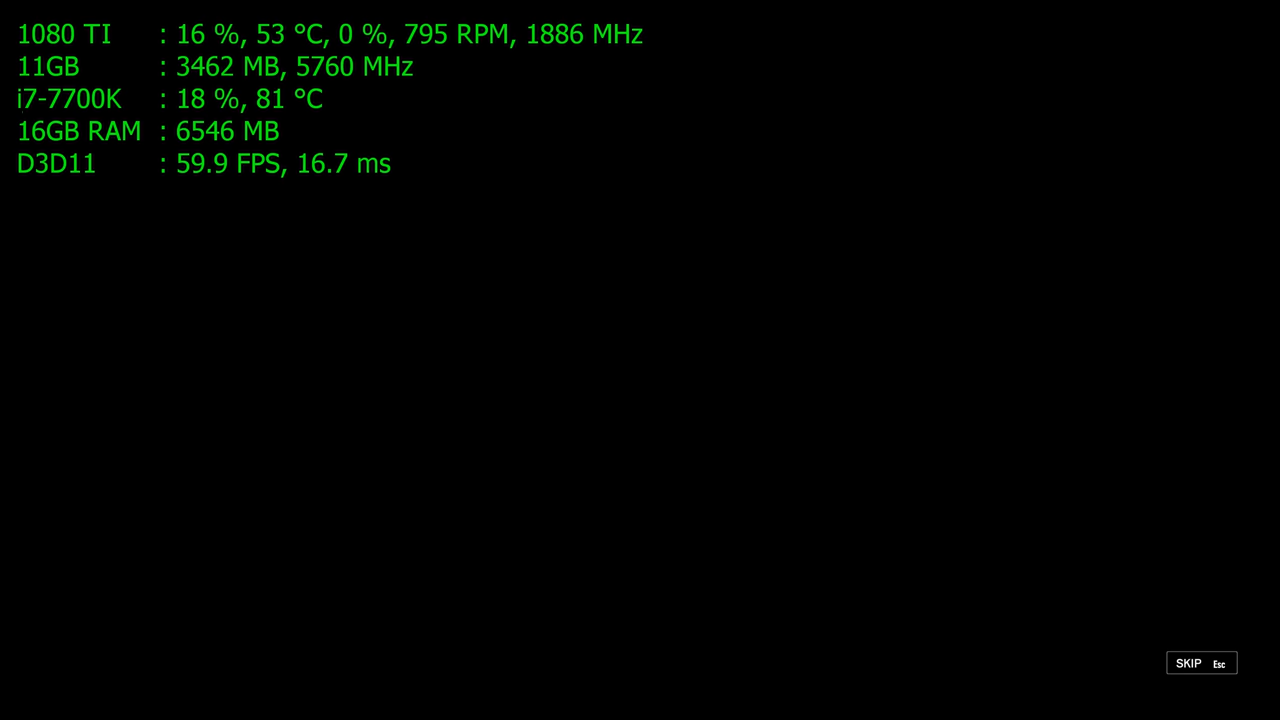 1080 TI : 16 %, 53 °C, 0 %, 795 RPM, 1886 MHz
11GB : 3462 MB, 5760 MHz
i7-7700K : 18 %, 81 °C
16GB RAM : 6546 MB
D3D11 : 59.9 FPS, 16.7 ms
SKIP Esc